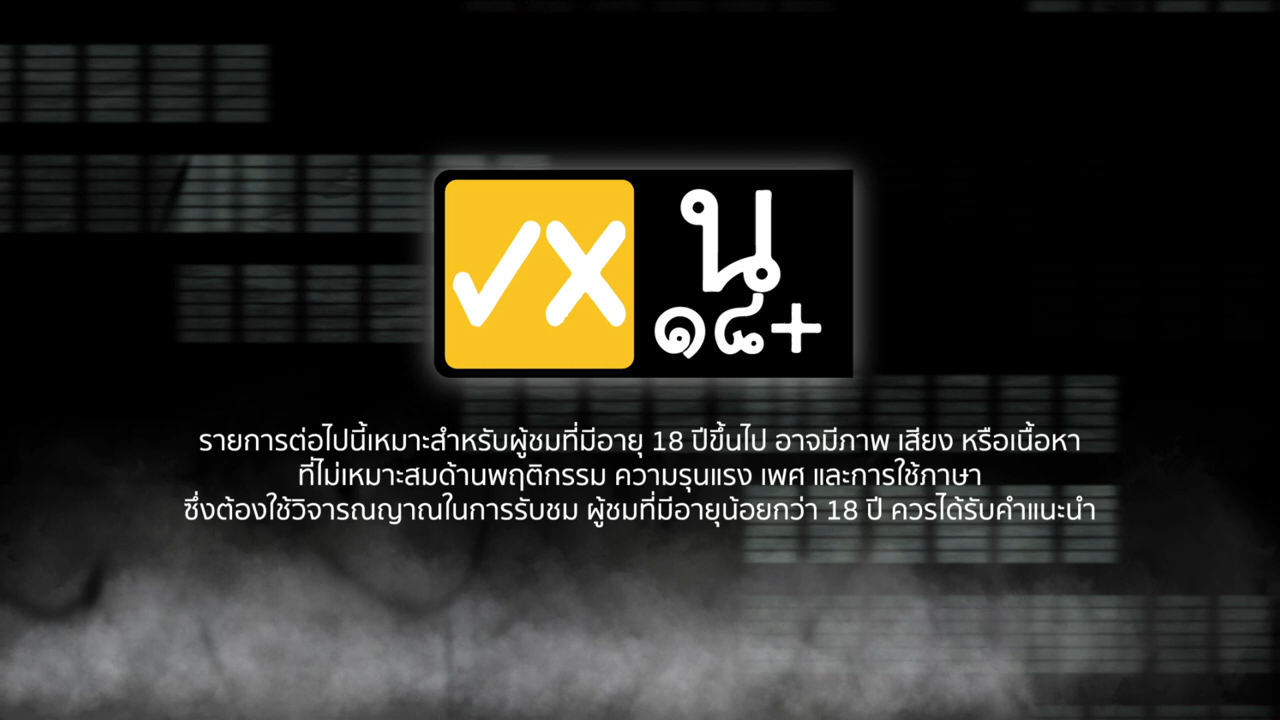 น
๑๘+
รายการต่อไปนี้เหมาะสำหรับผู้ชมที่มีอายุ 18 ปีขึ้นไป อาจมีภาพ เสียง หรือเนื้อหา
ที่ไม่เหมาะสมด้านพฤติกรรม ความรุนแรง เพศ และการใช้ภาษา
ซึ่งต้องใช้วิจารณญาณในการรับชม ผู้ชมที่มีอายุน้อยกว่า 18 ปี ควรได้รับคำแนะนำ